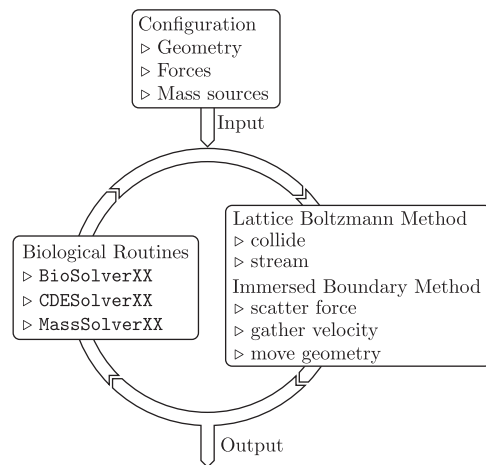 Configuration
▷ Geometry
▷ Forces
▷ Mass sources
Input
Lattice Boltzmann Method
▷ collide
▷ stream
Immersed Boundary Method
▷ scatter force
▷ gather velocity
▷ move geometry
Biological Routines
▷ BioSolverXX
▷ CDESolverXX
▷ MassSolverXX
Output